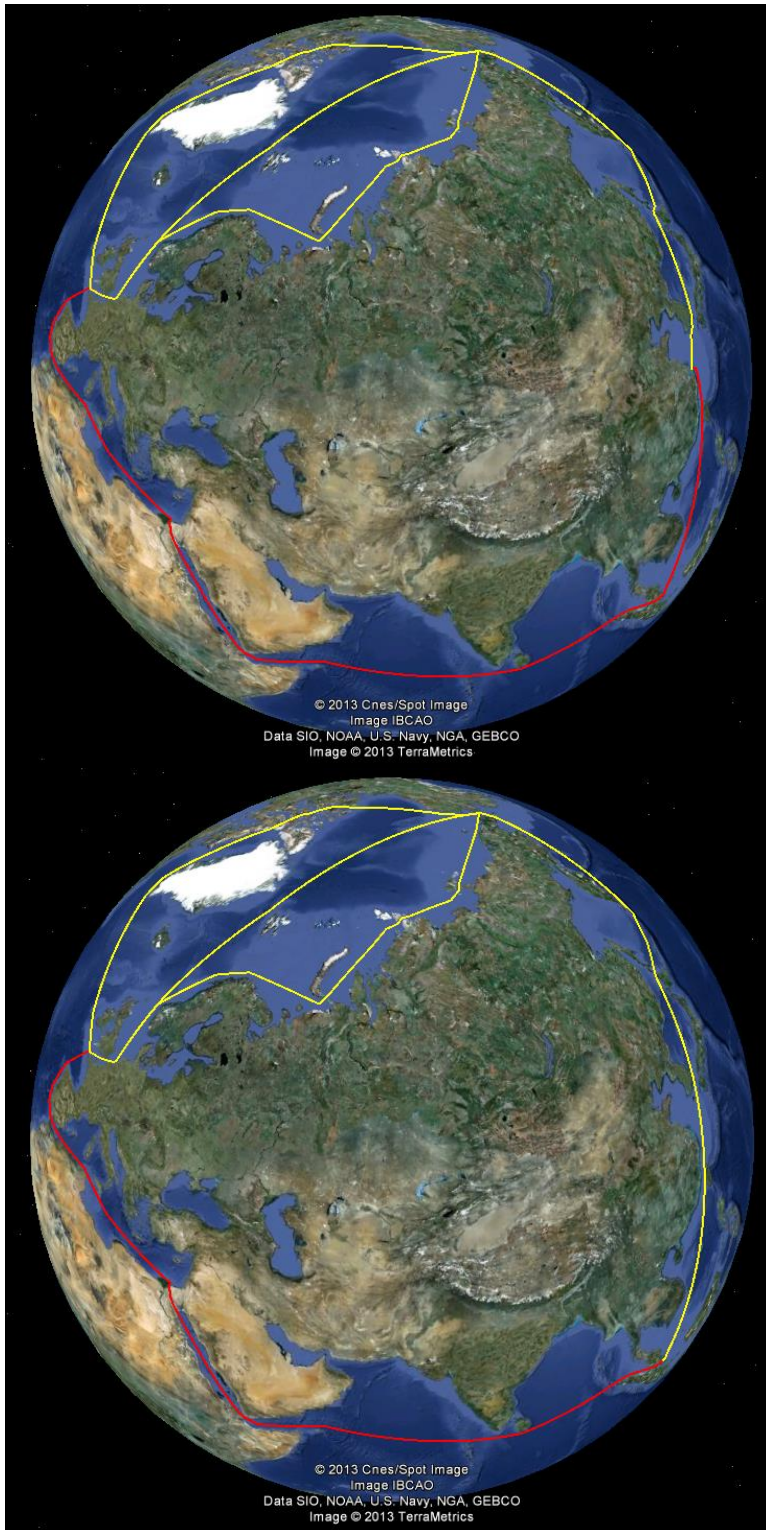 © 2013 Cnes/Spot Image
Image IBCAO
Data SIO, NOAA, U.S. Navy, NGA, GEBCO
Image © 2013 TerraMetrics
© 2013 Cnes/Spot Image
Image IBCAO
Data SIO, NOAA, U.S. Navy, NGA, GEBCO
Image © 2013 TerraMetrics